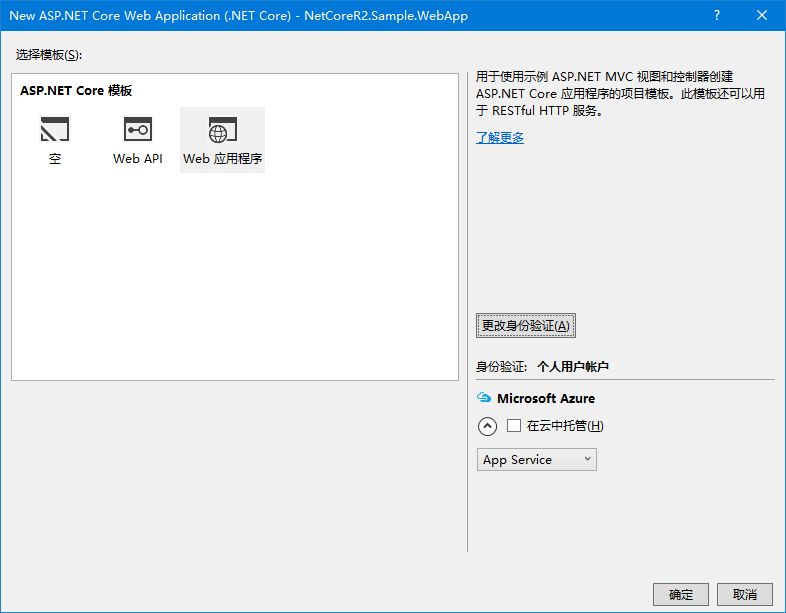 New ASP.NET Core Web Application (.NET Core) - NetCoreR2.Sample.WebApp
?
选择模板(S):
ASP.NET Core 模板
空
Web API
Web 应用程序
用于使用示例 ASP.NET MVC 视图和控制器创建
ASP.NET Core 应用程序的项目模板。此模板还可以用
于 RESTful HTTP 服务。
了解更多
更改身份验证(A)
身份验证: 个人用户帐户
Microsoft Azure
在云中托管(H)
App Service
确定
取消